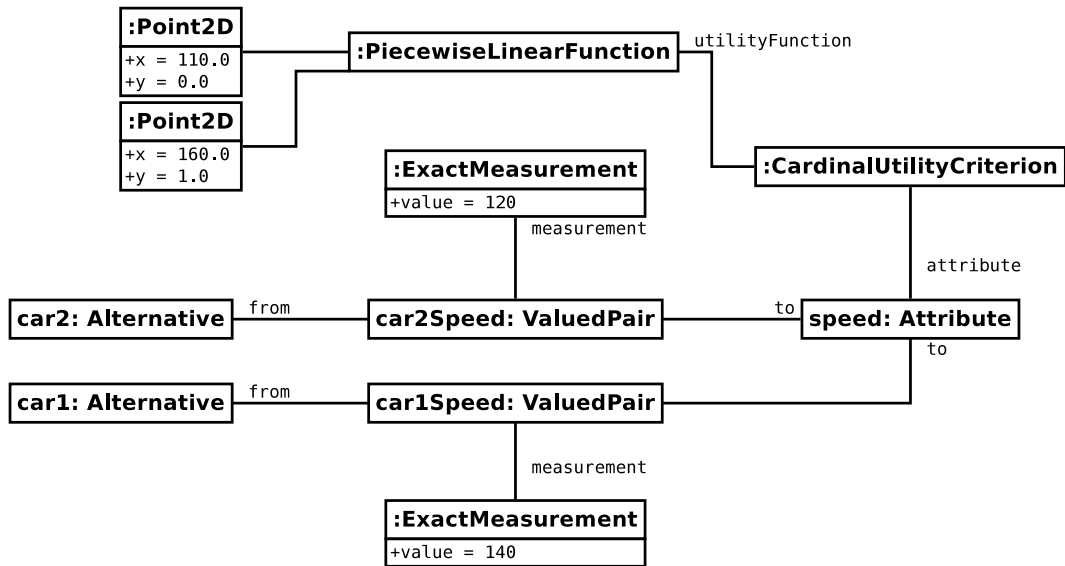 :Point2D
+x = 110.0
+y = 0.0
:PiecewiseLinearFunction
utilityFunction
:Point2D
+x = 160.0
+y = 1.0
:ExactMeasurement
+value = 120
measurement
:CardinalUtilityCriterion
attribute
car2: Alternative
from
car2Speed: ValuedPair
to
speed: Attribute
to
car1: Alternative
from
car1Speed: ValuedPair
measurement
:ExactMeasurement
+value = 140